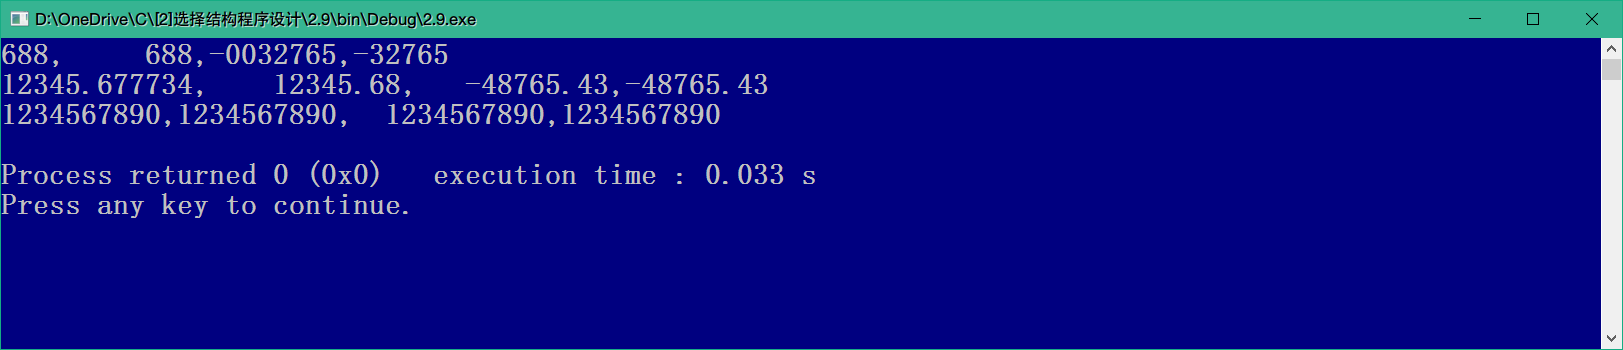 D:\OneDrive\C\[2]选择结构程序设计\2.9\bin\Debug\2.9.exe
688,     688,-0032765,-32765
12345.677734,    12345.68,   -48765.43,-48765.43
1234567890,1234567890,  1234567890,1234567890
Process returned 0 (0x0)   execution time : 0.033 s
Press any key to continue.